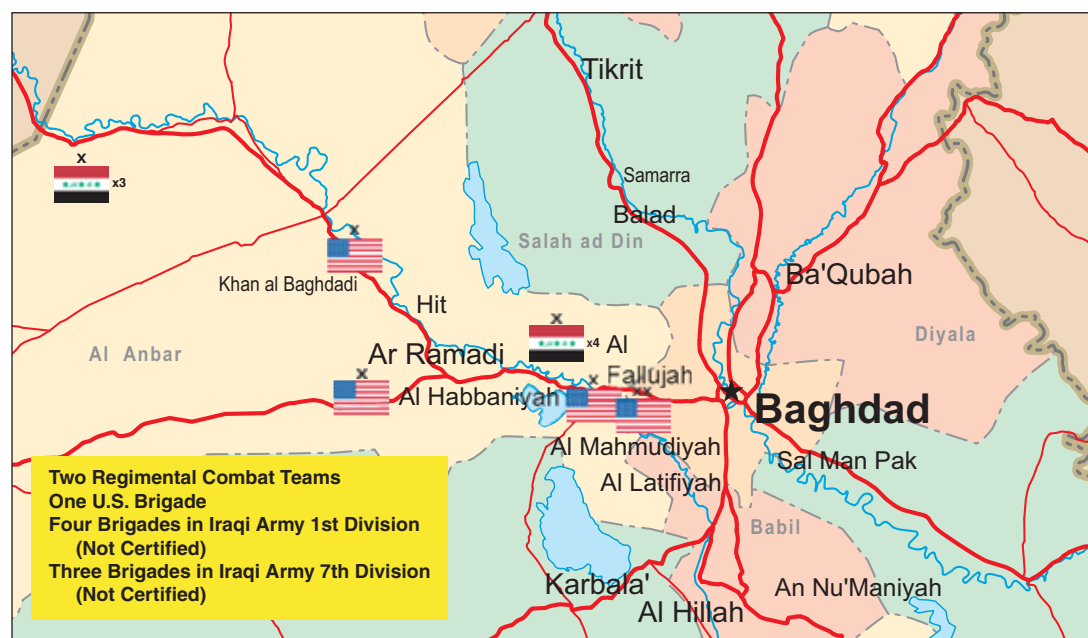 Tikrit
Samarra
Balad
Salah ad Din
x
x3
x
Khan al Baghdadi
Hit
Ba'Qubah
Diyala
Al Anbar
x
x4 Al
Fallujah
Ar Ramadi
x
x
xx
Al Habbaniyah
Baghdad
Al Mahmudiyah
Sal Man Pak
Al Latifiyah
Babil
Karbala'
Al Hillah
An Nu'Maniyah
Two Regimental Combat Teams
One U.S. Brigade
Four Brigades in Iraqi Army 1st Division
(Not Certified)
Three Brigades in Iraqi Army 7th Division
(Not Certified)